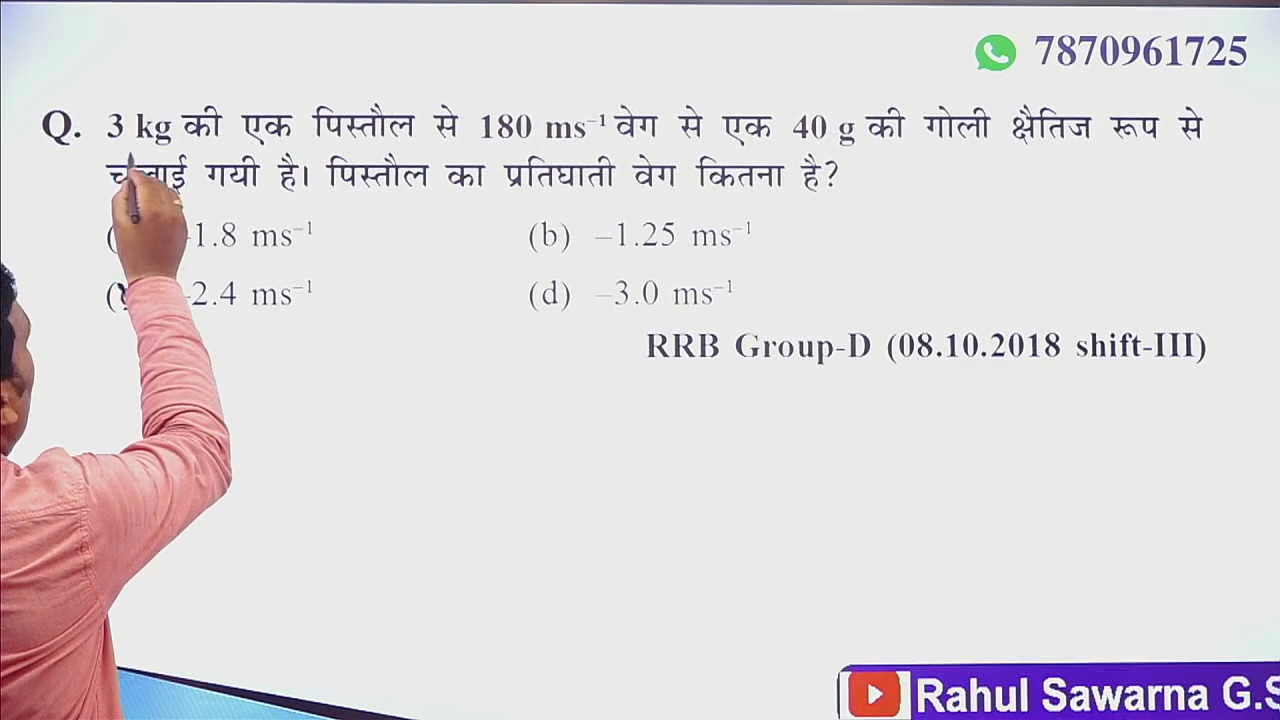 7870961725
Q. 3 kg की एक पिस्तौल से 180 ms⁻¹ वेग से एक 40 g की गोली क्षैतिज रूप से
गयी है। पिस्तौल का प्रतिघाती वेग कितना है?
1.8 ms⁻¹ (b) –1.25 ms⁻¹
2.4 ms⁻¹ (d) –3.0 ms⁻¹
RRB Group-D (08.10.2018 shift-III)
Rahul Sawarna G.S